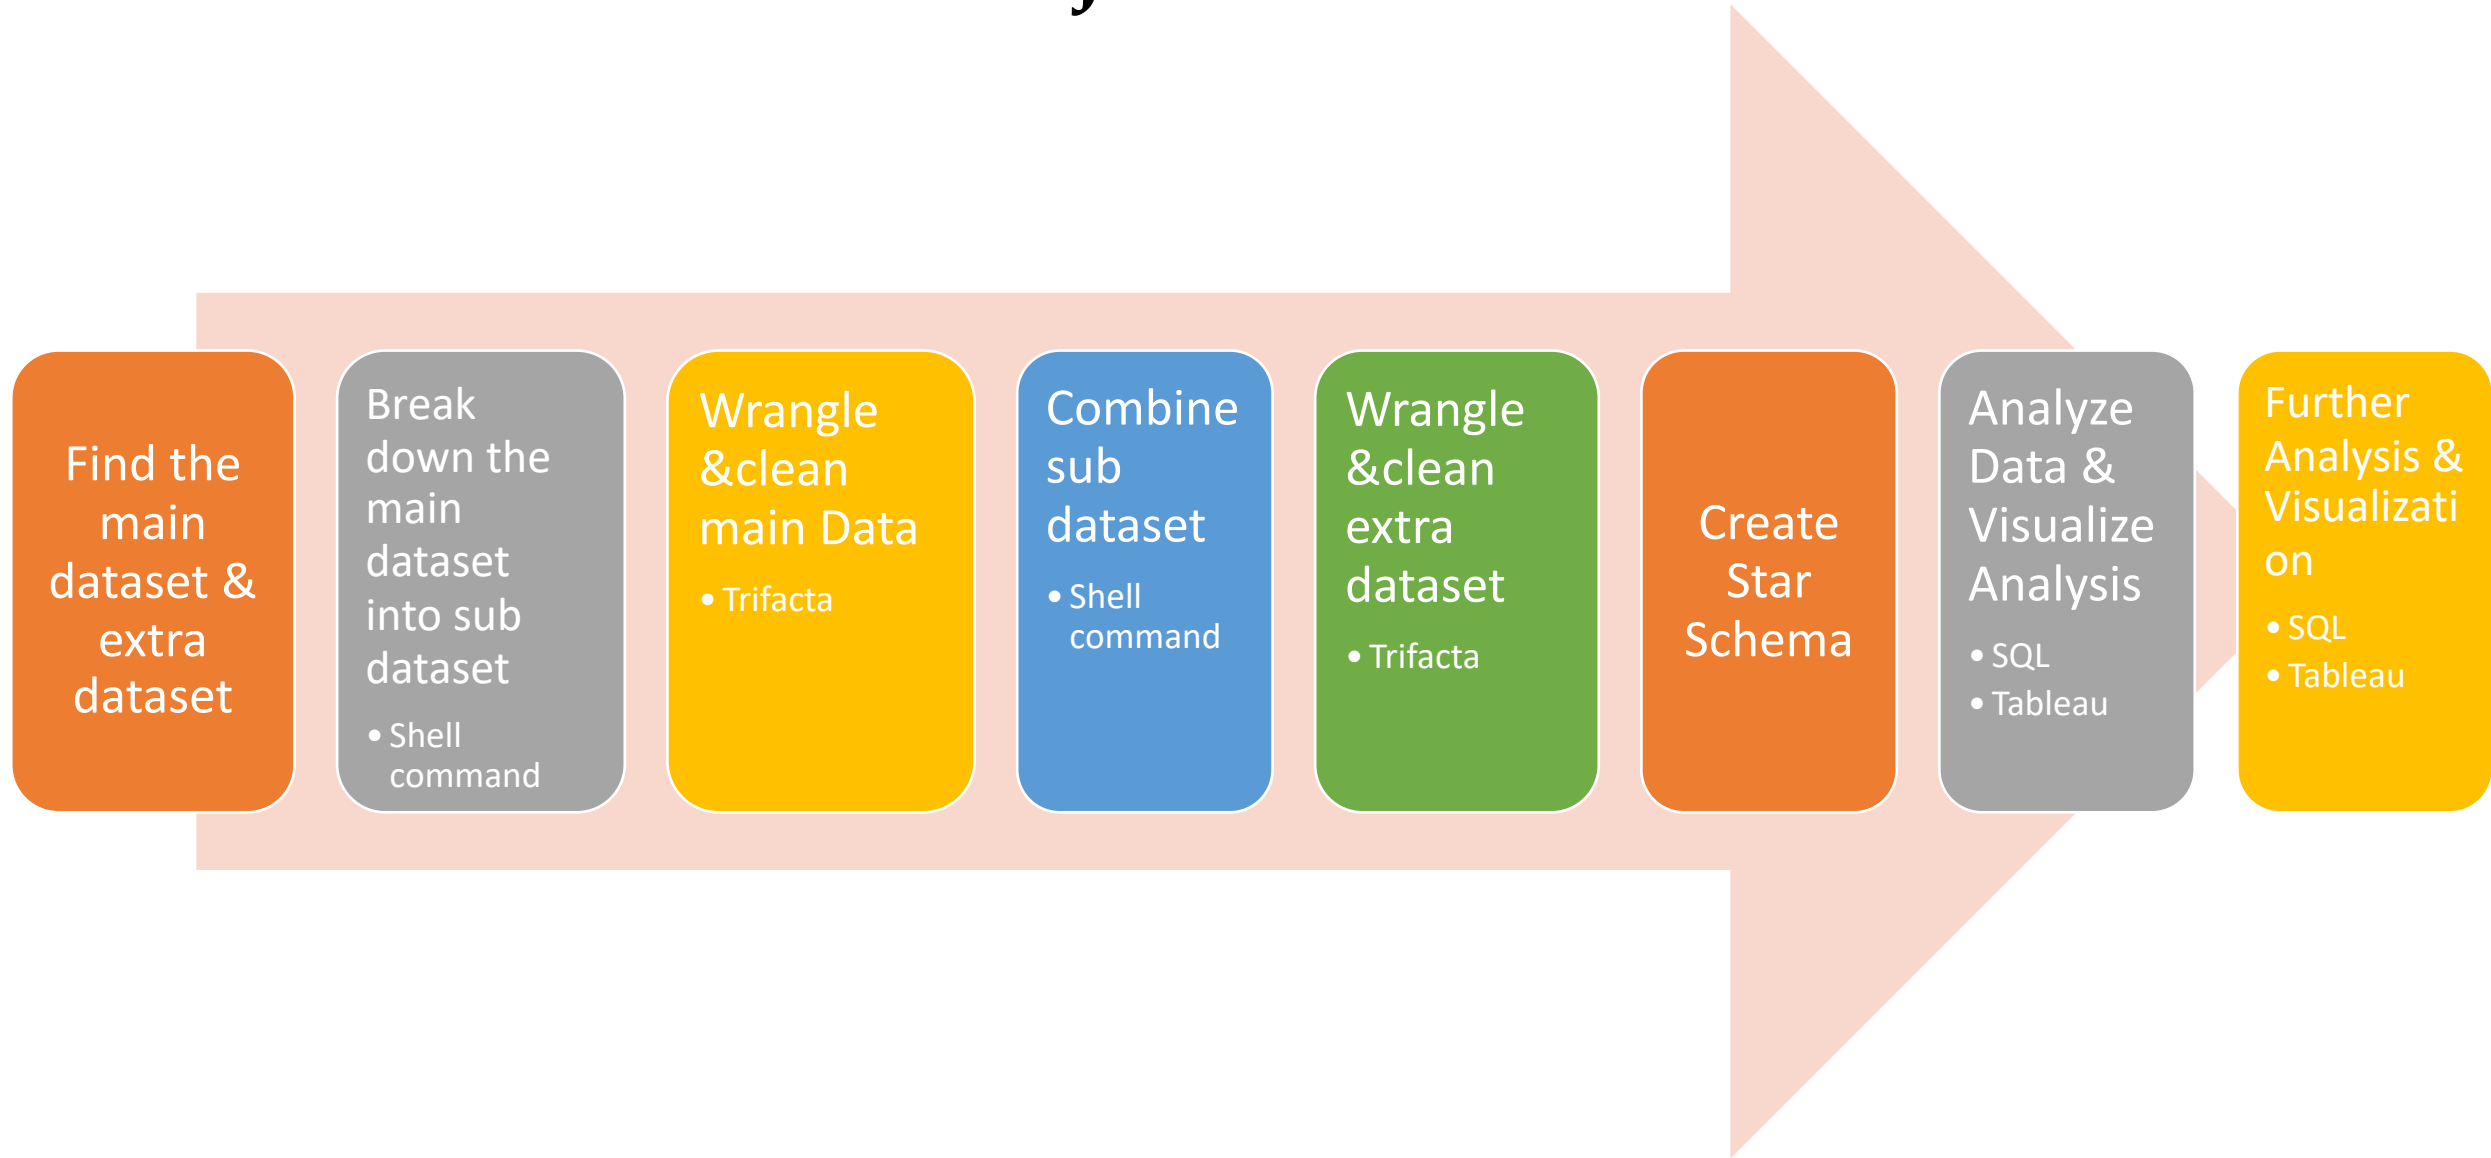 Find the
main
dataset &
extra
dataset
Break
down the
main
dataset
into sub
dataset
• Shell
command
Wrangle
&clean
main Data
• Trifacta
Combine
sub
dataset
• Shell
command
Wrangle
&clean
extra
dataset
• Trifacta
Create
Star
Schema
Analyze
Data &
Visualize
Analysis
• SQL
• Tableau
Further
Analysis &
Visualizati
on
• SQL
• Tableau